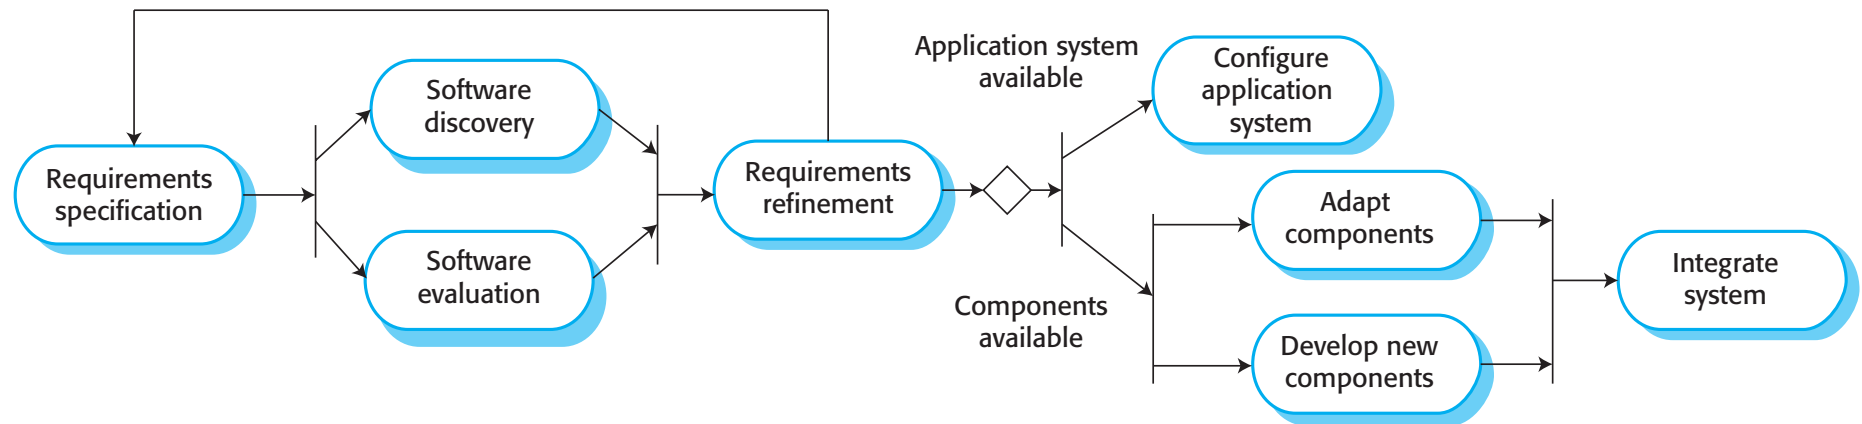 Requirements
specification
Software
discovery
Software
evaluation
Requirements
refinement
Application system
available
Configure
application
system
Components
available
Adapt
components
Develop new
components
Integrate
system